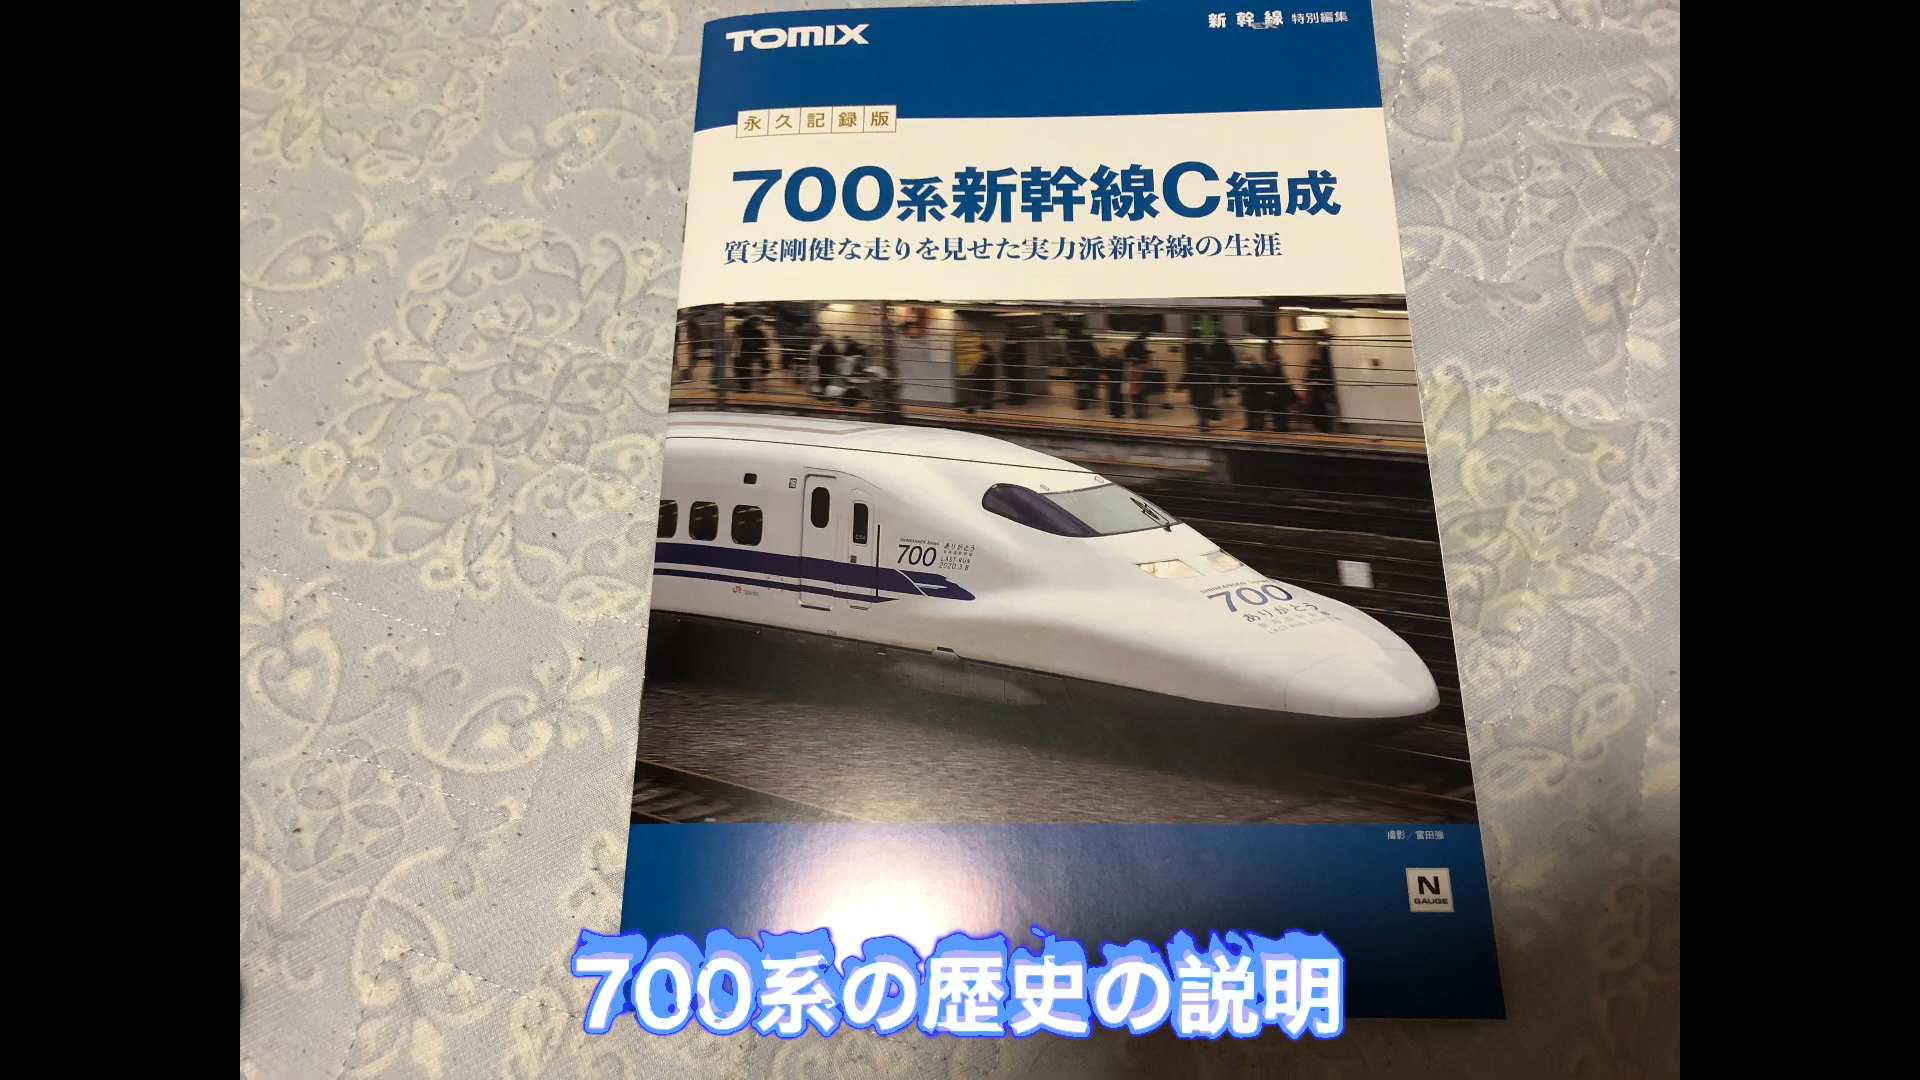 TOMIX
新幹線 特別編集
永久記録版
700系新幹線C編成
質実剛健な走りを見せた実力派新幹線の生涯
700
ありがとう
LAST RUN
2020.3.8
JR
700
ありがとう
撮影／富田強
N
GAUGE
700系の歴史の説明